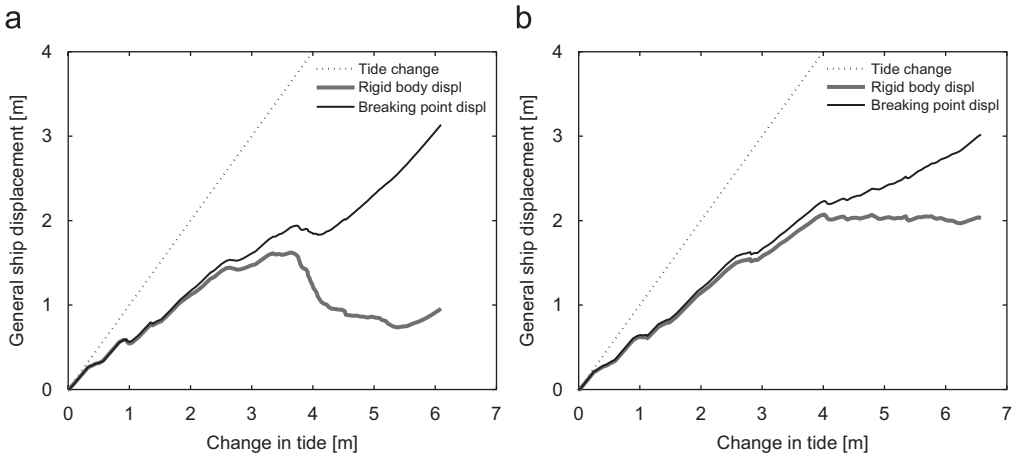 a
4
3
2
1
0
General ship displacement [m]
Tide change
Rigid body displ
Breaking point displ
0 1 2 3 4 5 6 7
Change in tide [m]
b
4
3
2
1
0
General ship displacement [m]
Tide change
Rigid body displ
Breaking point displ
0 1 2 3 4 5 6 7
Change in tide [m]